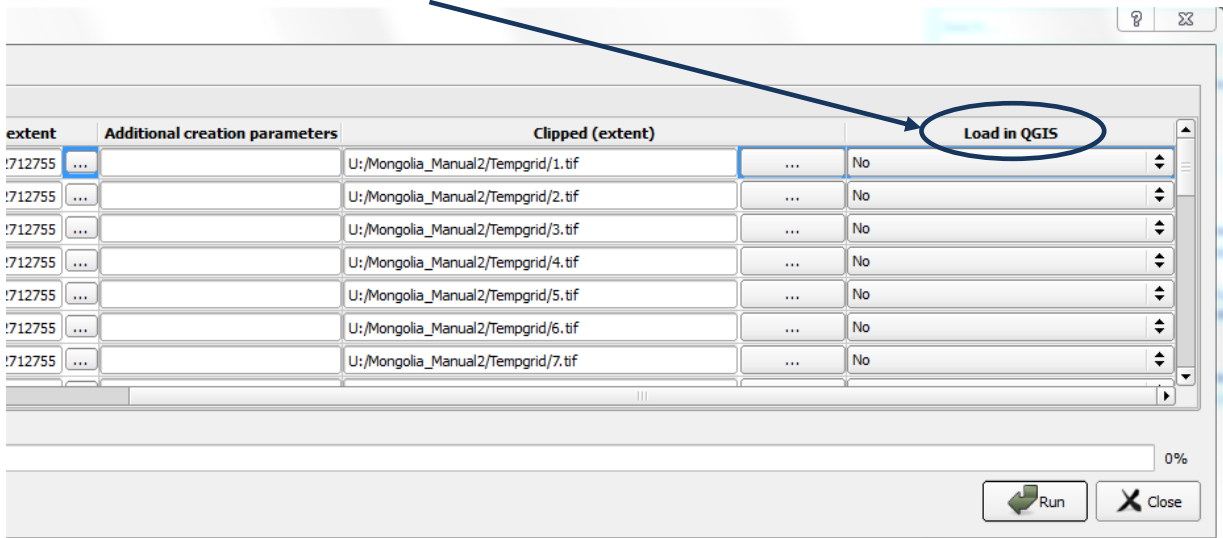 extent Additional creation parameters Clipped (extent) Load in QGIS
2712755 ... U:/Mongolia_Manual2/Tempgrid/1.tif ... No
2712755 ... U:/Mongolia_Manual2/Tempgrid/2.tif ... No
2712755 ... U:/Mongolia_Manual2/Tempgrid/3.tif ... No
2712755 ... U:/Mongolia_Manual2/Tempgrid/4.tif ... No
2712755 ... U:/Mongolia_Manual2/Tempgrid/5.tif ... No
2712755 ... U:/Mongolia_Manual2/Tempgrid/6.tif ... No
2712755 ... U:/Mongolia_Manual2/Tempgrid/7.tif ... No
0%
Run Close